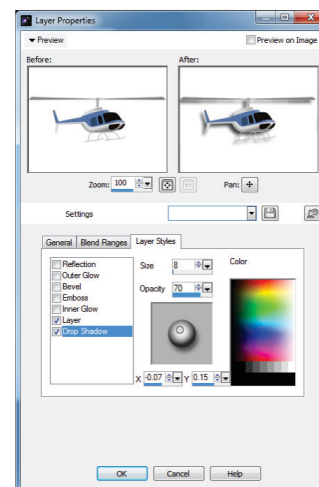 Layer Properties
Preview
Preview on Image
Before:
After:
Zoom: 100
Pan:
Settings
General
Blend Ranges
Layer Styles
Reflection
Outer Glow
Bevel
Emboss
Inner Glow
Layer
Drop Shadow
Size 8
Opacity 70
Color
X -0.07 Y 0.15
OK
Cancel
Help